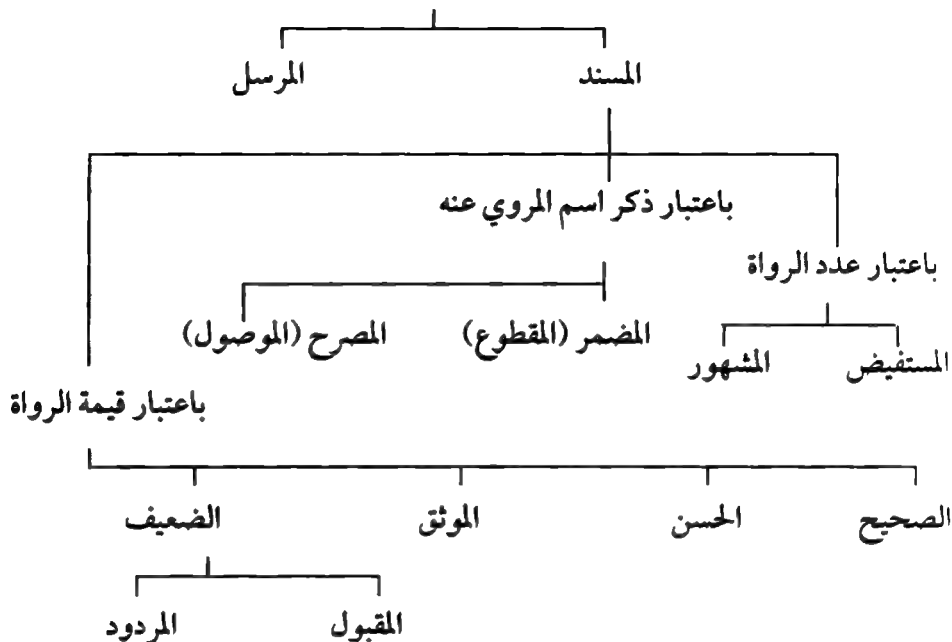 المسند المرسل
باعتبار ذكر اسم المروي عنه
باعتبار عدد الرواة
المضمر (المقطوع) المصرح (الموصول)
المستفيض المشهور
باعتبار قيمة الرواة
الصحيح الحسن الموثق الضعيف
المقبول المردود